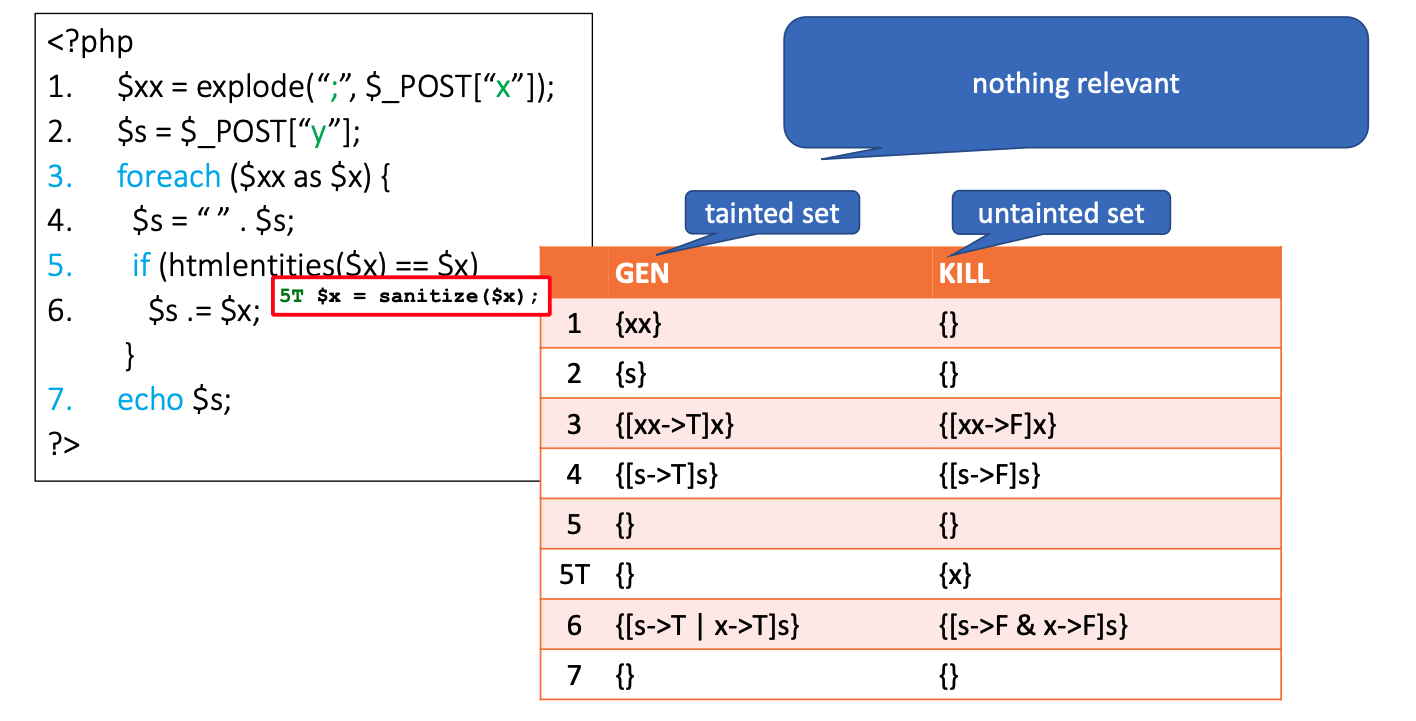 <?php
1. $xx = explode(“;”, $_POST[“x”]);
2. $s = $_POST[“y”];
3. foreach ($xx as $x) {
4. $s = “ ” . $s;
5. if (htmlentities($x) == $x)
5T $x = sanitize($x);
6. $s .= $x;
}
7. echo $s;
?>
nothing relevant
tainted set
untainted set
GEN KILL
1 {xx} {}
2 {s} {}
3 {[xx->T]x} {[xx->F]x}
4 {[s->T]s} {[s->F]s}
5 {} {}
5T {} {x}
6 {[s->T | x->T]s} {[s->F & x->F]s}
7 {} {}